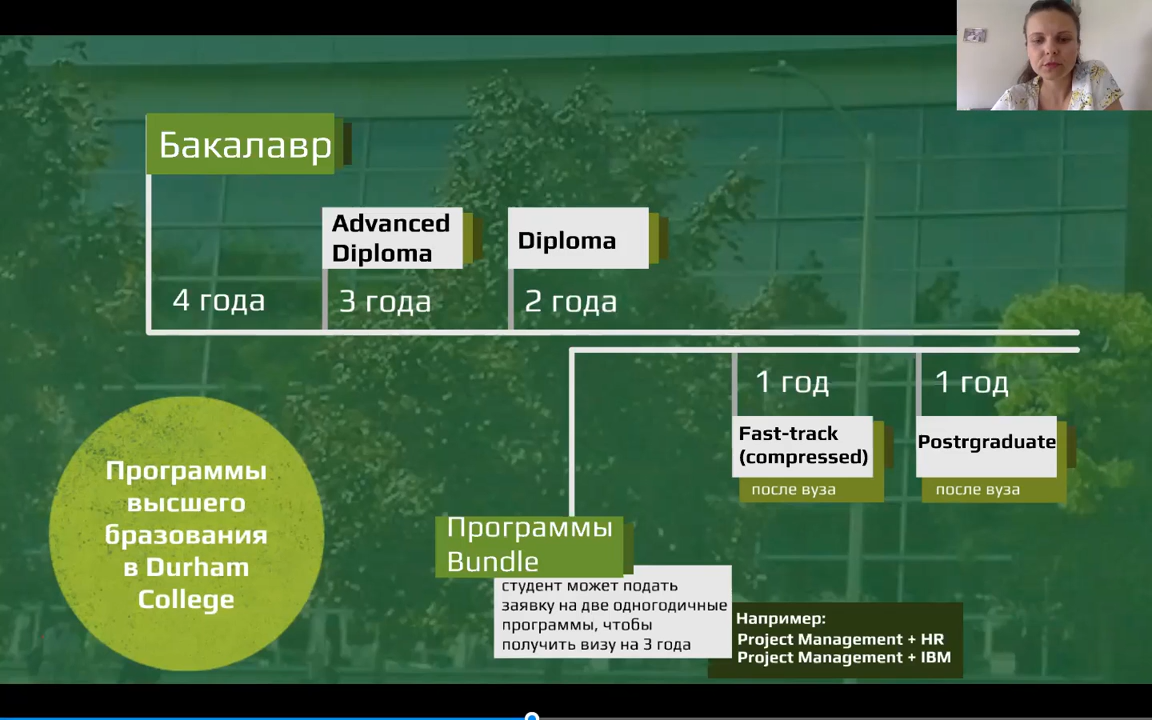 Бакалавр
Advanced
Diploma
Diploma
4 года
3 года
2 года
1 год
1 год
Fast-track
(compressed)
Postrgraduate
после вуза
после вуза
Программы
высшего
бразования
в Durham
College
Программы
Bundle
студент может подать
заявку на две одногодичные
программы, чтобы
получить визу на 3 года
Например:
Project Management + HR
Project Management + IBM